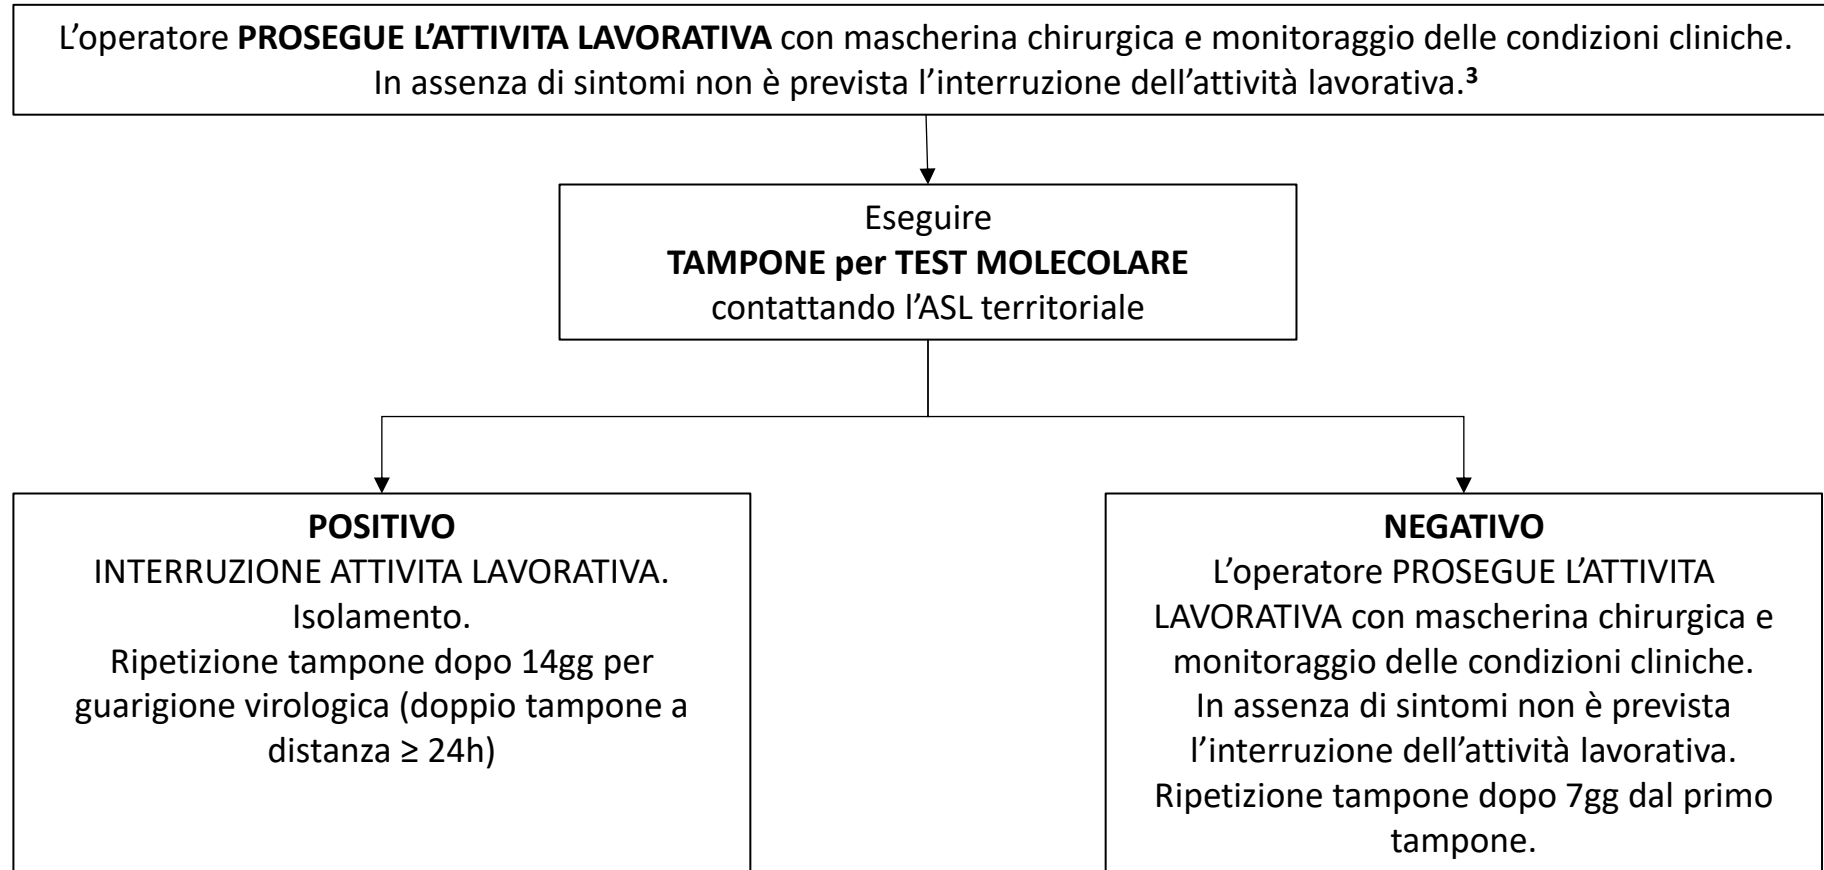 L’operatore PROSEGUE L’ATTIVITA LAVORATIVA con mascherina chirurgica e monitoraggio delle condizioni cliniche.
In assenza di sintomi non è prevista l’interruzione dell’attività lavorativa.3
Eseguire
TAMPONE per TEST MOLECOLARE
contattando l’ASL territoriale
POSITIVO
INTERRUZIONE ATTIVITA LAVORATIVA.
Isolamento.
Ripetizione tampone dopo 14gg per
guarigione virologica (doppio tampone a
distanza ≥ 24h)
NEGATIVO
L’operatore PROSEGUE L’ATTIVITA
LAVORATIVA con mascherina chirurgica e
monitoraggio delle condizioni cliniche.
In assenza di sintomi non è prevista
l’interruzione dell’attività lavorativa.
Ripetizione tampone dopo 7gg dal primo
tampone.